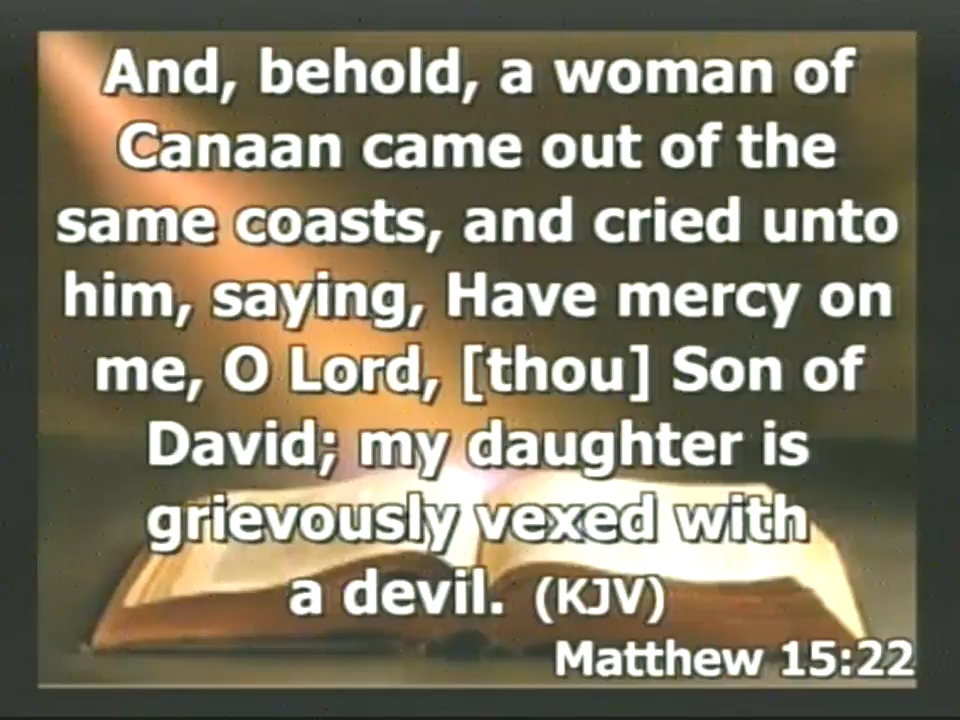 And, behold, a woman of
Canaan came out of the
same coasts, and cried unto
him, saying, Have mercy on
me, O Lord, [thou] Son of
David; my daughter is
grievously vexed with
a devil. (KJV)
Matthew 15:22